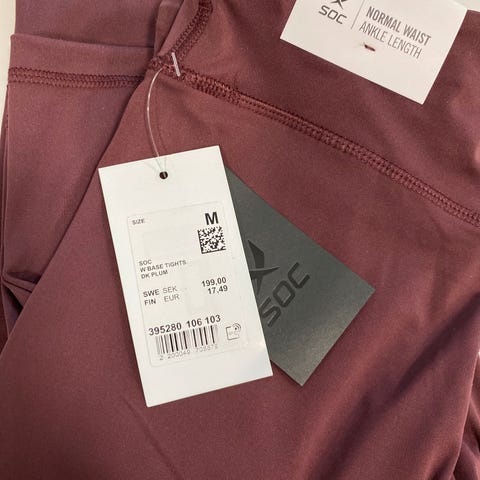 SOC
NORMAL WAIST
ANKLE LENGTH
SIZE
M
SOC
W BASE TIGHTS
DK PLUM
SWE SEK 199,00
FIN EUR 17,49
395280 106 103
SOC